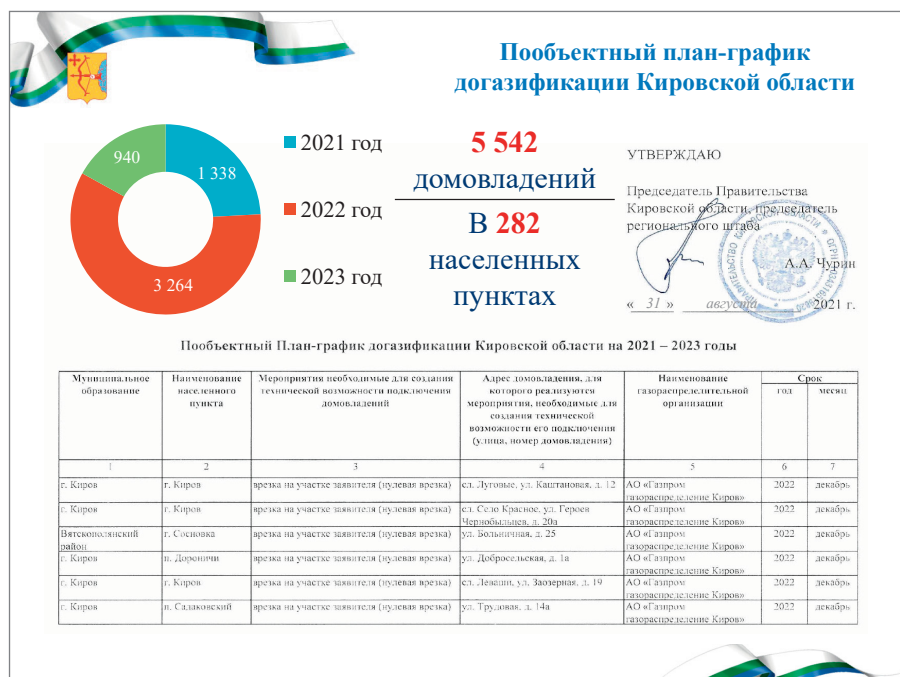 Пообъектный план-график
догазификации Кировской области
940
1 338
3 264
2021 год
2022 год
2023 год
5 542
домовладений
В 282
населенных
пунктах
УТВЕРЖДАЮ
Председатель Правительства
Кировской области, председатель
регионального штаба
А.А. Чурин
« 31 » августа 2021 г.
Пообъектный План-график догазификации Кировской области на 2021 – 2023 годы
Муниципальное образование
Наименование населенного пункта
Мероприятия необходимые для создания технической возможности подключения домовладений
Адрес домовладения, для которого реализуются мероприятия, необходимые для создания технической возможности его подключения (улица, номер домовладения)
Наименование газораспределительной организации
Срок
год
месяц
1 2 3 4 5 6 7
г. Киров г. Киров врезка на участке заявителя (нулевая врезка) сл. Луговые, ул. Каштановая, д. 12 АО «Газпром газораспределение Киров» 2022 декабрь
г. Киров г. Киров врезка на участке заявителя (нулевая врезка) сл. Село Красное, ул. Героев Чернобыльцев, д. 20а АО «Газпром газораспределение Киров» 2022 декабрь
Вятскополянский район г. Сосновка врезка на участке заявителя (нулевая врезка) ул. Больничная, д. 25 АО «Газпром газораспределение Киров» 2022 декабрь
г. Киров п. Дороничи врезка на участке заявителя (нулевая врезка) ул. Добросельская, д. 1а АО «Газпром газораспределение Киров» 2022 декабрь
г. Киров г. Киров врезка на участке заявителя (нулевая врезка) сл. Леваши, ул. Заозерная, д. 19 АО «Газпром газораспределение Киров» 2022 декабрь
г. Киров п. Садаковский врезка на участке заявителя (нулевая врезка) ул. Трудовая, д. 14а АО «Газпром газораспределение Киров» 2022 декабрь